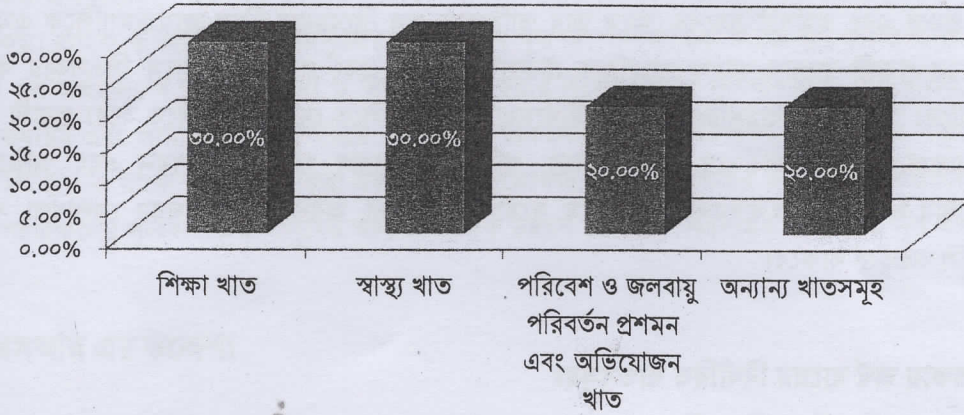 ৩০.০০%
২৫.০০%
২০.০০%
১৫.০০%
১০.০০%
৫.০০%
০.০০%
৩০.০০% ৩০.০০% ২০.০০% ২০.০০%
শিক্ষা খাত স্বাস্থ্য খাত পরিবেশ ও জলবায়ু অন্যান্য খাতসমূহ
পরিবর্তন প্রশমন
এবং অভিযোজন
খাত